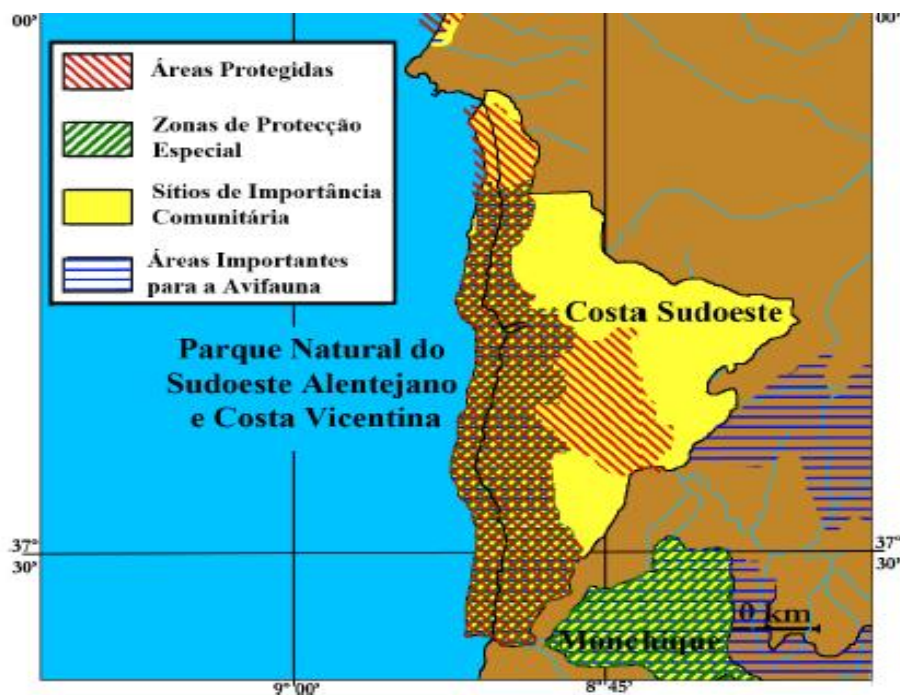 00°
00°
Áreas Protegidas
Zonas de Protecção
Especial
Sítios de Importância
Comunitária
Áreas Importantes
para a Avifauna
Costa Sudoeste
Parque Natural do
Sudoeste Alentejano
e Costa Vicentina
37°
30°
37°
30°
0 km
Monchique
9° 00'
8° 45'